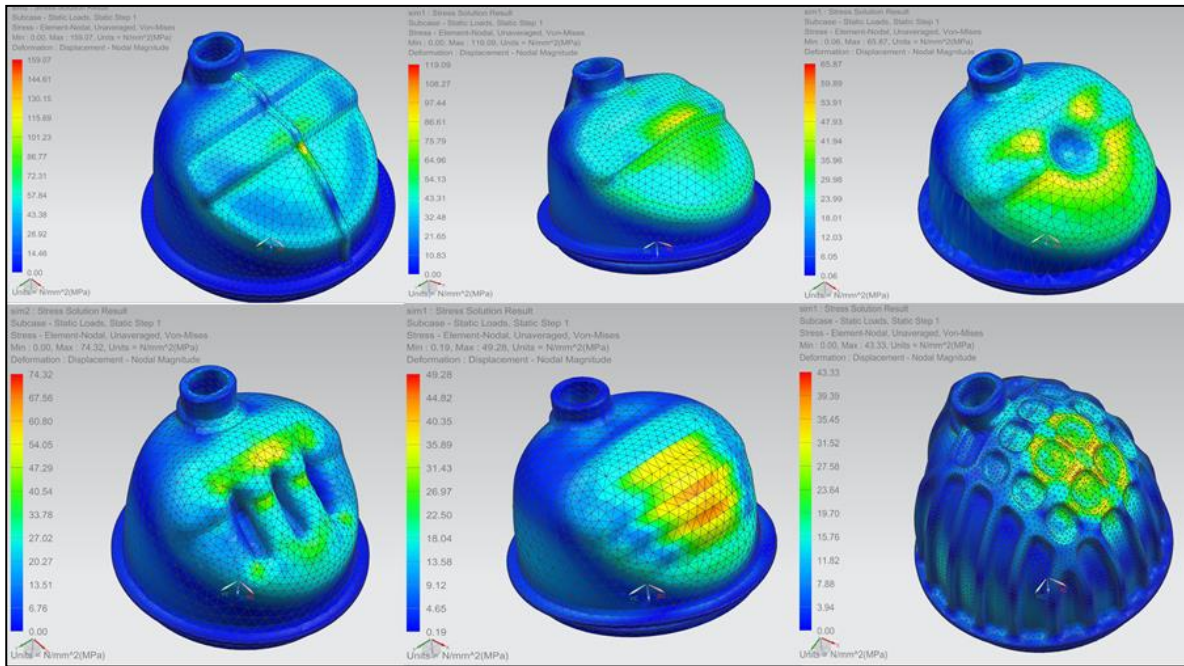 Subcase - Static Loads, Static Step 1
Stress - Element-Nodal, Unaveraged, Von-Mises
Min : 0.00, Max : 159.07, Units = N/mm^2(MPa)
Deformation : Displacement - Nodal Magnitude
159.07
144.61
130.15
115.69
101.23
86.77
72.31
57.84
43.38
28.92
14.46
0.00
Units = N/mm^2(MPa)
sim1 : Stress Solution Result
Subcase - Static Loads, Static Step 1
Stress - Element-Nodal, Unaveraged, Von-Mises
Min : 0.00, Max : 119.09, Units = N/mm^2(MPa)
Deformation : Displacement - Nodal Magnitude
119.09
108.27
97.44
86.61
75.79
64.96
54.13
43.31
32.48
21.65
10.83
0.00
Units = N/mm^2(MPa)
sim1 : Stress Solution Result
Subcase - Static Loads, Static Step 1
Stress - Element-Nodal, Unaveraged, Von-Mises
Min : 0.06, Max : 65.87, Units = N/mm^2(MPa)
Deformation : Displacement - Nodal Magnitude
65.87
59.89
53.91
47.93
41.94
35.96
29.98
23.99
18.01
12.03
6.05
0.06
Units = N/mm^2(MPa)
sim2 : Stress Solution Result
Subcase - Static Loads, Static Step 1
Stress - Element-Nodal, Unaveraged, Von-Mises
Min : 0.00, Max : 74.32, Units = N/mm^2(MPa)
Deformation : Displacement - Nodal Magnitude
74.32
67.56
60.80
54.05
47.29
40.54
33.78
27.02
20.27
13.51
6.76
0.00
Units = N/mm^2(MPa)
sim1 : Stress Solution Result
Subcase - Static Loads, Static Step 1
Stress - Element-Nodal, Unaveraged, Von-Mises
Min : 0.19, Max : 49.28, Units = N/mm^2(MPa)
Deformation : Displacement - Nodal Magnitude
49.28
44.82
40.35
35.89
31.43
26.97
22.50
18.04
13.58
9.12
4.65
0.19
Units = N/mm^2(MPa)
sim1 : Stress Solution Result
Subcase - Static Loads, Static Step 1
Stress - Element-Nodal, Unaveraged, Von-Mises
Min : 0.00, Max : 43.33, Units = N/mm^2(MPa)
Deformation : Displacement - Nodal Magnitude
43.33
39.39
35.45
31.52
27.58
23.64
19.70
15.76
11.82
7.88
3.94
0.00
Units = N/mm^2(MPa)